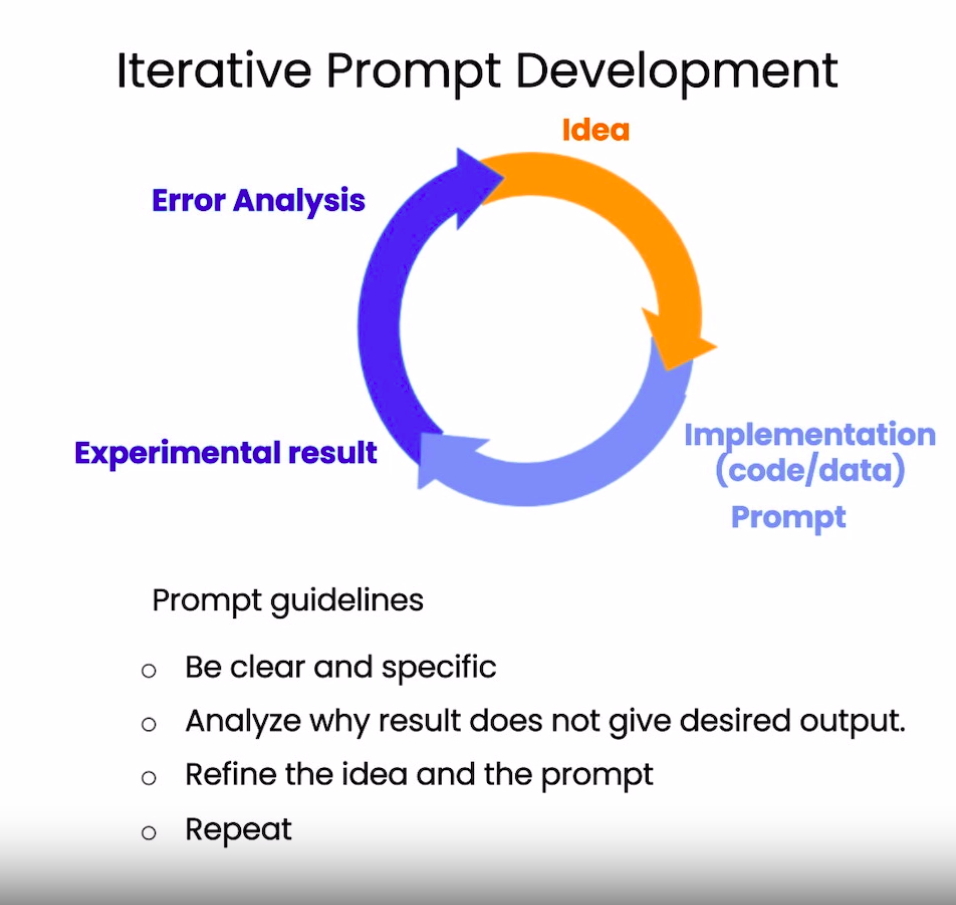 Iterative Prompt Development
Idea
Error Analysis
Implementation
(code/data)
Prompt
Experimental result
Prompt guidelines
○ Be clear and specific
○ Analyze why result does not give desired output.
○ Refine the idea and the prompt
○ Repeat